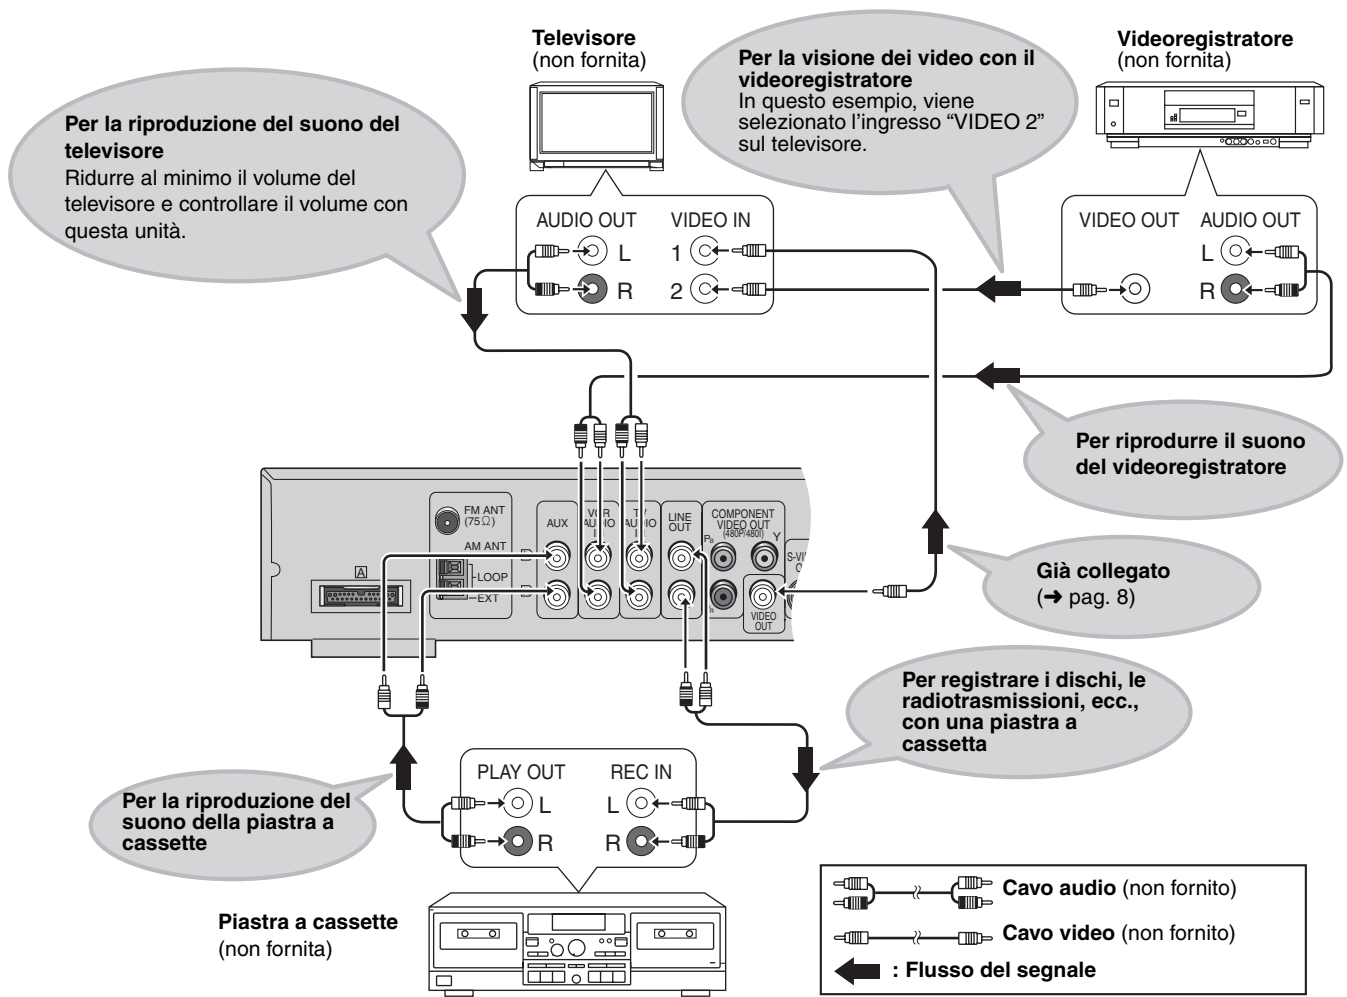 Televisore
(non fornita)
Per la visione dei video con il
videoregistratore
In questo esempio, viene
selezionato l'ingresso “VIDEO 2”
sul televisore.
Videoregistratore
(non fornita)
Per la riproduzione del suono del
televisore
Ridurre al minimo il volume del
televisore e controllare il volume con
questa unità.
AUDIO OUT
L
R
VIDEO IN
1
2
VIDEO OUT
AUDIO OUT
L
R
Per riprodurre il suono
del videoregistratore
FM ANT
(75Ω)
AM ANT
LOOP
EXT
A
AUX
VCR
AUDIO
TV
AUDIO
LINE
OUT
COMPONENT
VIDEO OUT
(480P/480I)
PB
Y
VIDEO
OUT
Già collegato
(➜ pag. 8)
Per registrare i dischi, le
radiotrasmissioni, ecc.,
con una piastra a
cassetta
PLAY OUT
L
R
REC IN
L
R
Per la riproduzione del
suono della piastra a
cassette
Piastra a cassette
(non fornita)
Cavo audio (non fornito)
Cavo video (non fornito)
: Flusso del segnale